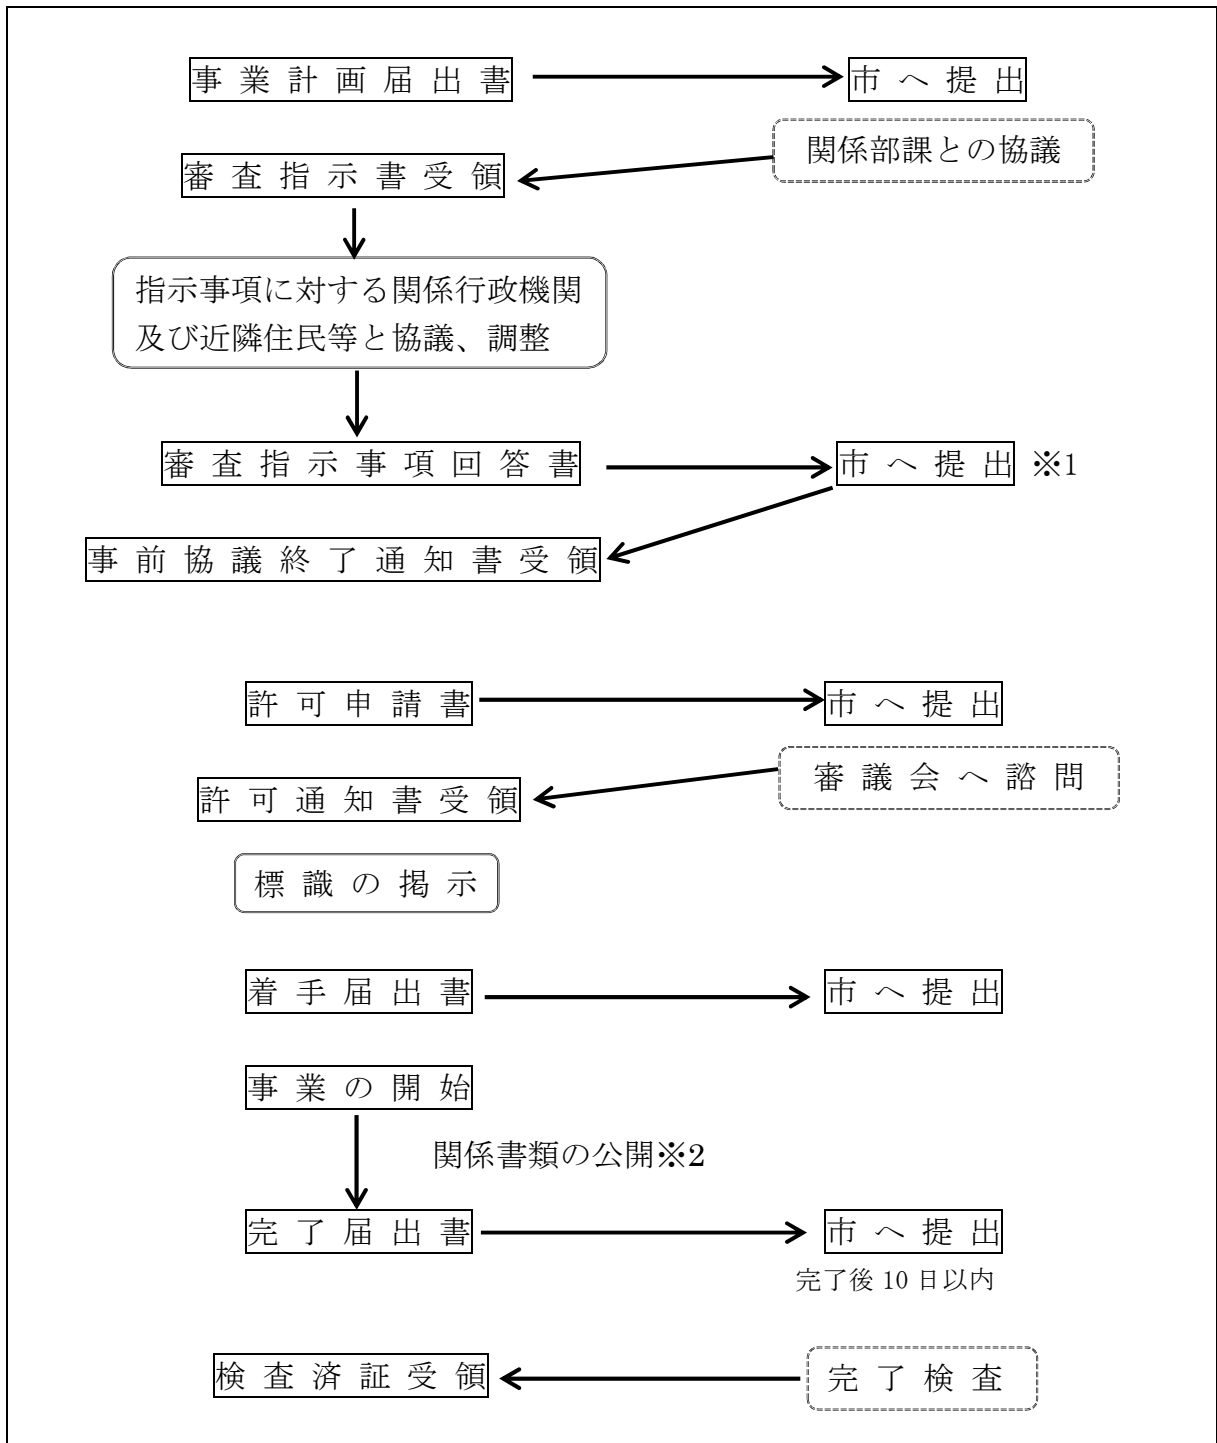 事業計画届出書
市へ提出
関係部課との協議
審査指示書受領
指示事項に対する関係行政機関
及び近隣住民等と協議、調整
審査指示事項回答書
市へ提出 ※1
事前協議終了通知書受領
許可申請書
市へ提出
審議会へ諮問
許可通知書受領
標識の掲示
着手届出書
市へ提出
事業の開始
関係書類の公開※2
完了届出書
市へ提出
完了後 10 日以内
検査済証受領
完了検査